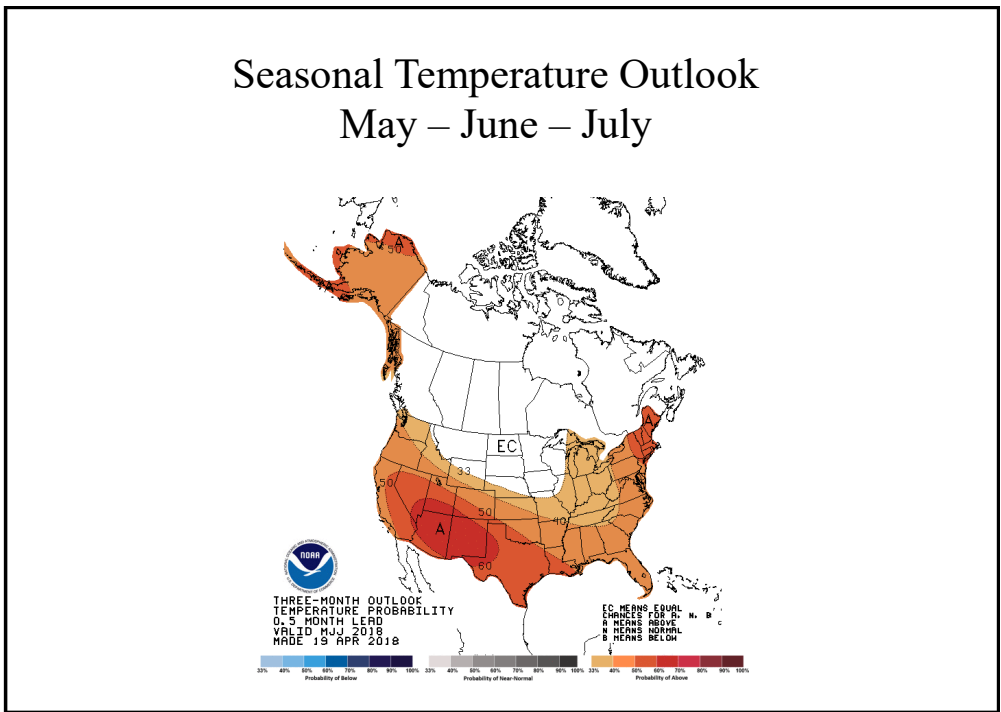 Seasonal Temperature Outlook
May – June – July
A
50
A
A
EC
33
50
50
40
A
60
NOAA
THREE-MONTH OUTLOOK
TEMPERATURE PROBABILITY
0.5 MONTH LEAD
VALID MJJ 2018
MADE 19 APR 2018
EC MEANS EQUAL
CHANCES FOR A, N, B
A MEANS ABOVE
N MEANS NORMAL
B MEANS BELOW
33% 40% 50% 60% 70% 80% 90% 100%
Probability of Below
33% 40% 50% 60% 70% 80% 90% 100%
Probability of Near-Normal
33% 40% 50% 60% 70% 80% 90% 100%
Probability of Above